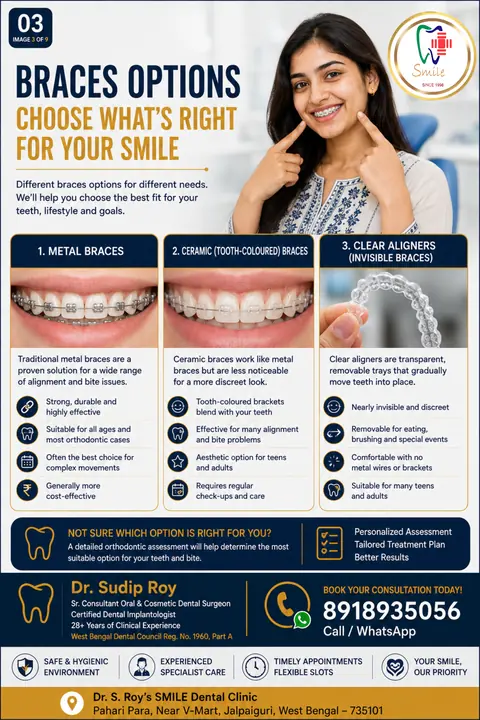 03
IMAGE 3 OF 9
Smile
SINCE 1998
BRACES OPTIONS
CHOOSE WHAT'S RIGHT
FOR YOUR SMILE
Different braces options for different needs.
We'll help you choose the best fit for your
teeth, lifestyle and goals.
1. METAL BRACES
Traditional metal braces are a
proven solution for a wide range
of alignment and bite issues.
Strong, durable and
highly effective
Suitable for all ages and
most orthodontic cases
Often the best choice for
complex movements
₹
Generally more
cost-effective
2. CERAMIC (TOOTH-COLOURED) BRACES
Ceramic braces work like metal
braces but are less noticeable
for a more discreet look.
Tooth-coloured brackets
blend with your teeth
Effective for many alignment
and bite problems
Aesthetic option for teens
and adults
Requires regular
check-ups and care
3. CLEAR ALIGNERS
(INVISIBLE BRACES)
Clear aligners are transparent,
removable trays that gradually
move teeth into place.
Nearly invisible and discreet
Removable for eating,
brushing and special events
Comfortable with no
metal wires or brackets
Suitable for many teens
and adults
NOT SURE WHICH OPTION IS RIGHT FOR YOU?
A detailed orthodontic assessment will help determine the most
suitable option for your teeth and bite.
Personalized Assessment
Tailored Treatment Plan
Better Results
Dr. Sudip Roy
Sr. Consultant Oral & Cosmetic Dental Surgeon
Certified Dental Implantologist
28+ Years of Clinical Experience
West Bengal Dental Council Reg. No. 1960, Part A
BOOK YOUR CONSULTATION TODAY!
8918935056
Call / WhatsApp
SAFE & HYGIENIC
ENVIRONMENT
EXPERIENCED
SPECIALIST CARE
TIMELY APPOINTMENTS
FLEXIBLE SLOTS
YOUR SMILE,
OUR PRIORITY
Dr. S. Roy's SMILE Dental Clinic
Pahari Para, Near V-Mart, Jalpaiguri, West Bengal – 735101